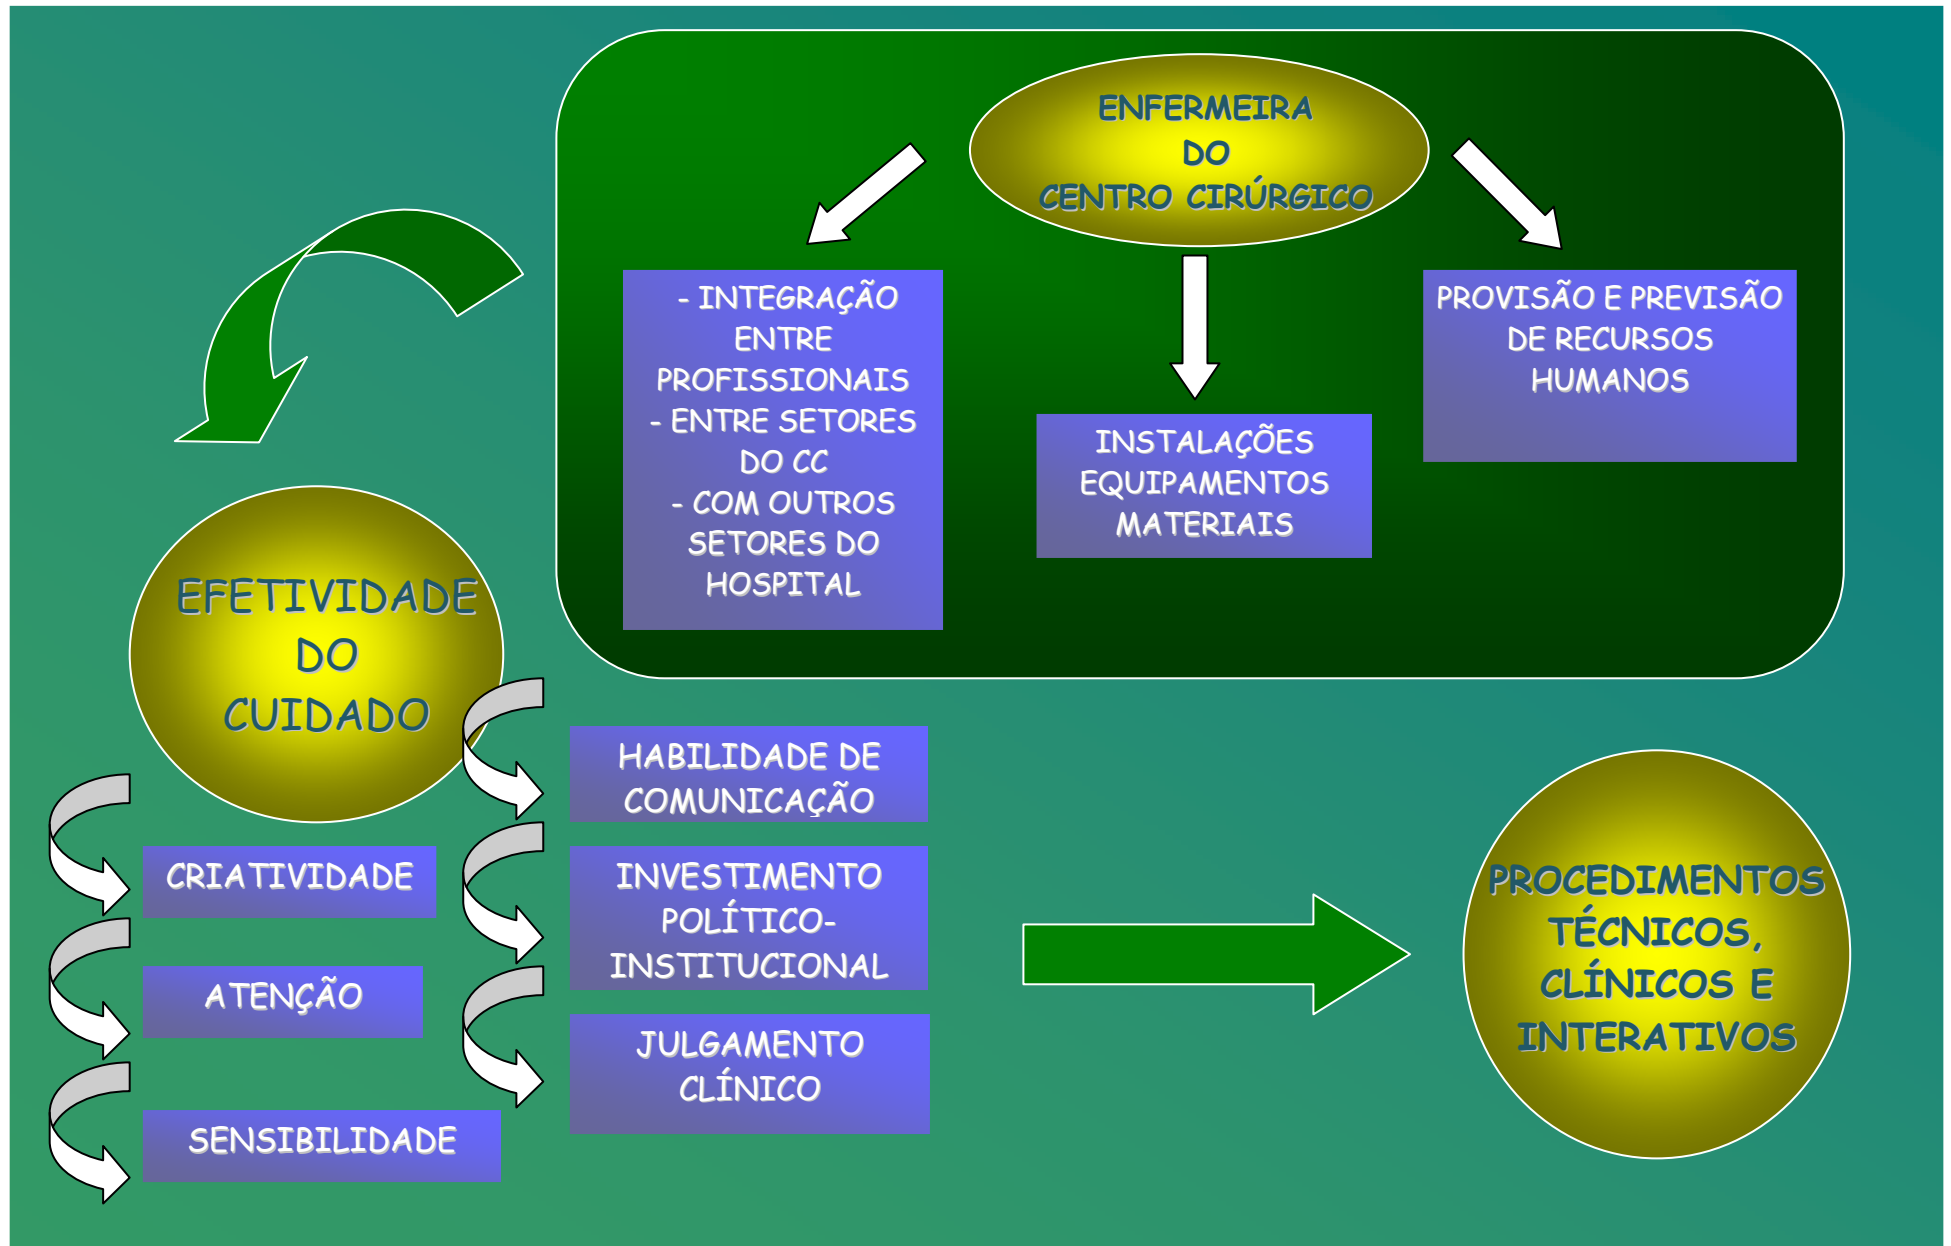 ENFERMEIRA
DO
CENTRO CIRÚRGICO
- INTEGRAÇÃO
ENTRE
PROFISSIONAIS
- ENTRE SETORES
DO CC
- COM OUTROS
SETORES DO
HOSPITAL
INSTALAÇÕES
EQUIPAMENTOS
MATERIAIS
PROVISÃO E PREVISÃO
DE RECURSOS
HUMANOS
EFETIVIDADE
DO
CUIDADO
CRIATIVIDADE
ATENÇÃO
SENSIBILIDADE
HABILIDADE DE
COMUNICAÇÃO
INVESTIMENTO
POLÍTICO-
INSTITUCIONAL
JULGAMENTO
CLÍNICO
PROCEDIMENTOS
TÉCNICOS,
CLÍNICOS E
INTERATIVOS